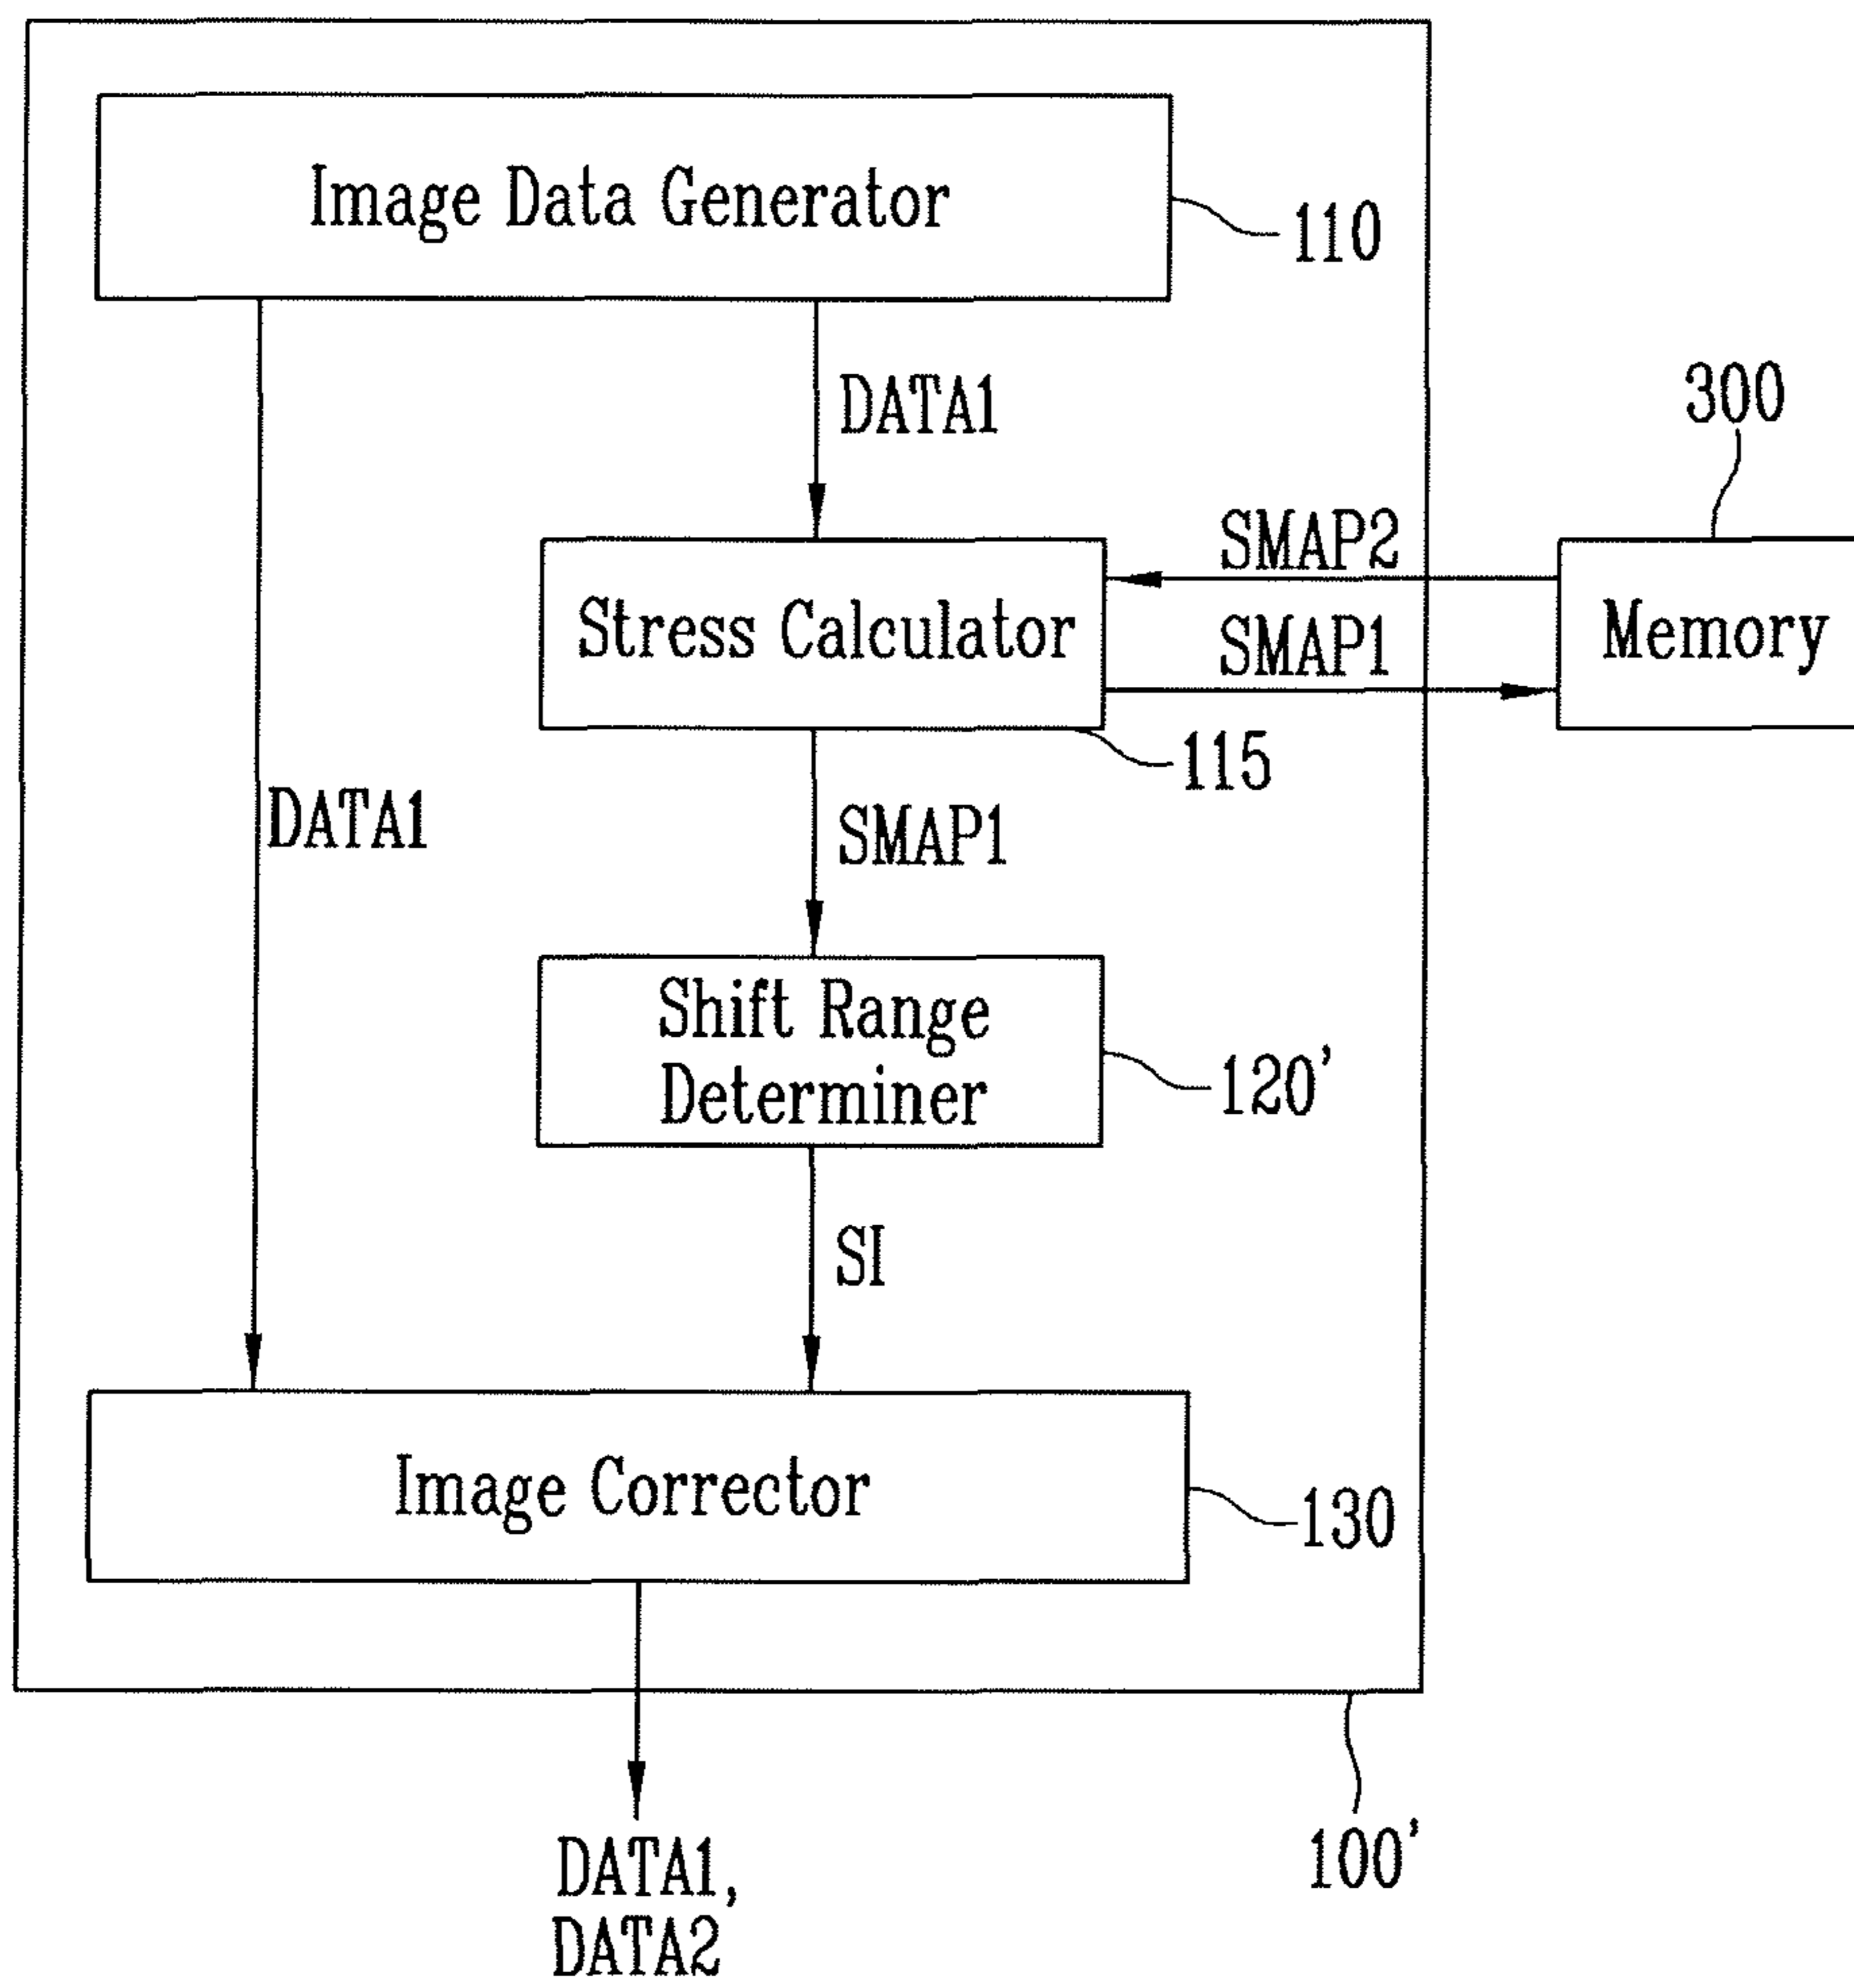 Image Data Generator
110
DATA1
300
SMAP2
Stress Calculator
Memory
SMAP1
115
DATA1
SMAP1
Shift Range
Determiner
120'
SI
Image Corrector
130
100'
DATA1,
DATA2